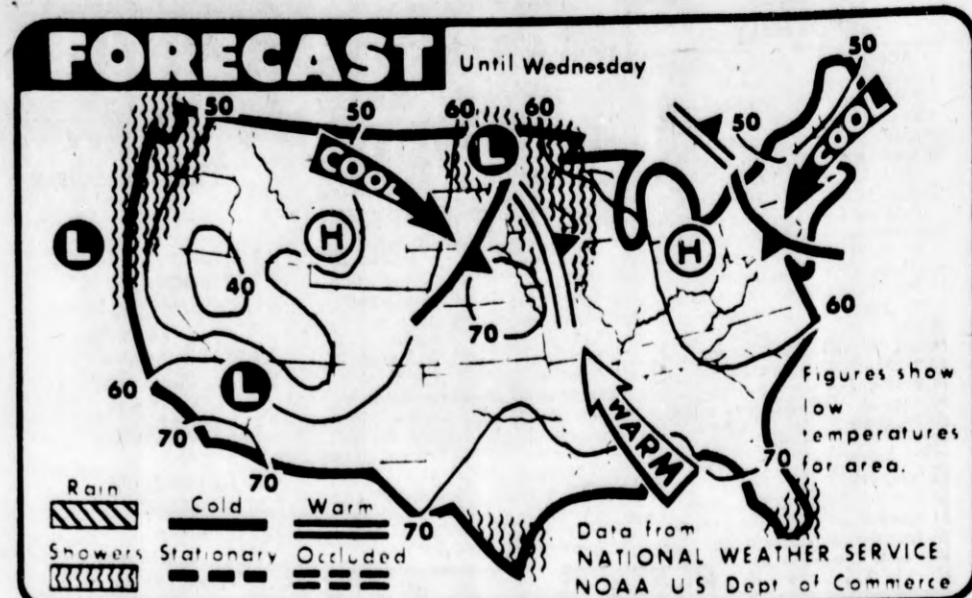 FORECAST
Until Wednesday
50
50
50
60
60
50
COOL
COOL
L
L
H
H
40
70
60
L
60
70
70
70
70
WARM
Figures show
low
temperatures
for area.
Rain
Cold
Warm
Showers
Stationary
Occluded
Data from
NATIONAL WEATHER SERVICE
NOAA U S Dept of Commerce